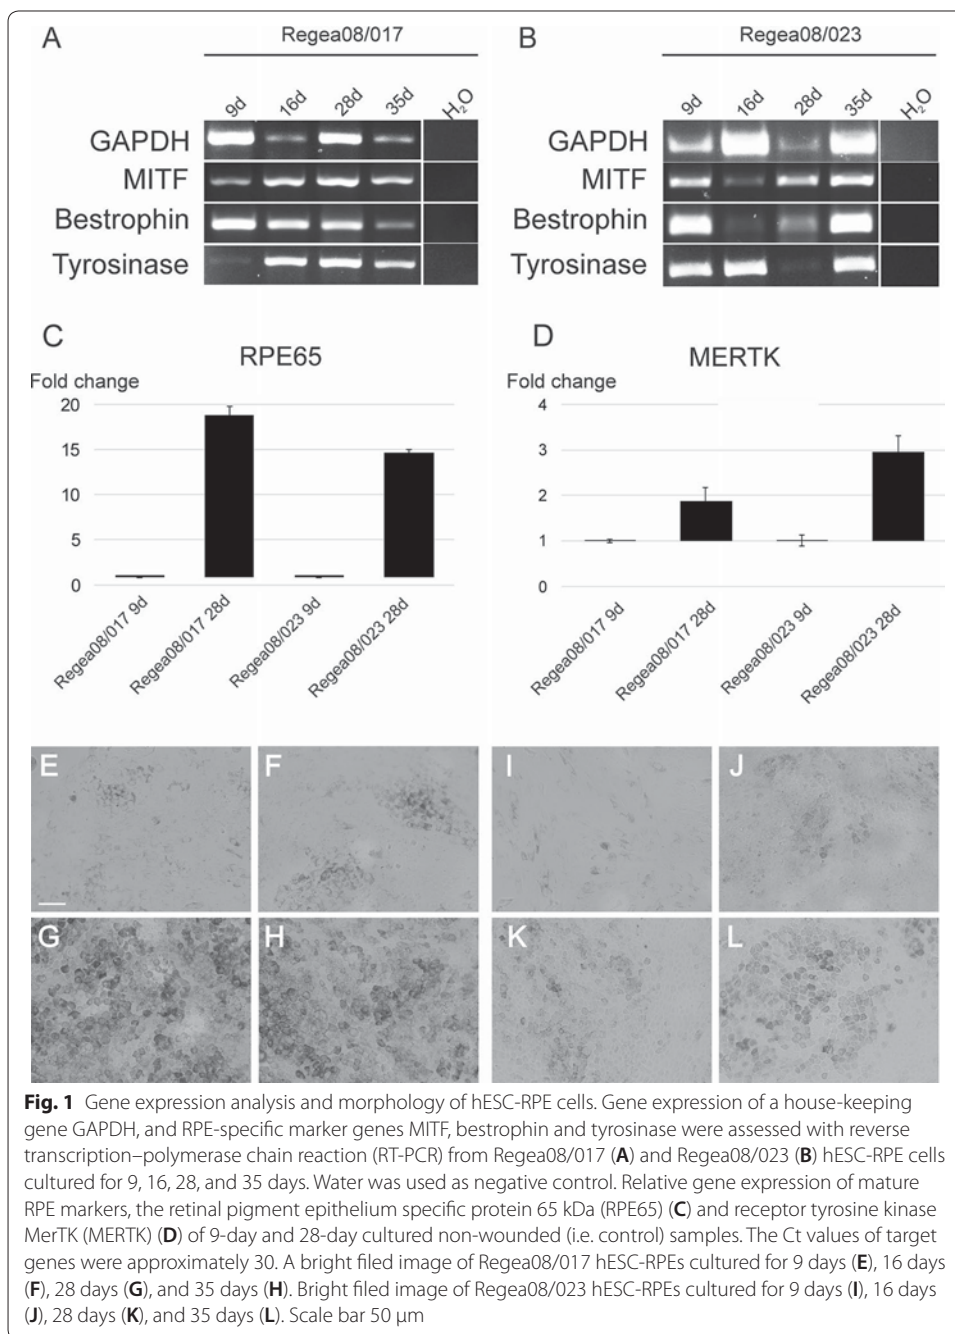 A
Regea08/017
9d 16d 28d 35d H₂O
GAPDH
MITF
Bestrophin
Tyrosinase
B
Regea08/023
9d 16d 28d 35d H₂O
GAPDH
MITF
Bestrophin
Tyrosinase
C
RPE65
Fold change
20
15
10
5
0
Regea08/017 9d
Regea08/017 28d
Regea08/023 9d
Regea08/023 28d
D
MERTK
Fold change
4
3
2
1
0
Regea08/017 9d
Regea08/017 28d
Regea08/023 9d
Regea08/023 28d
E F I J
G H K L
Fig. 1 Gene expression analysis and morphology of hESC-RPE cells. Gene expression of a house-keeping
gene GAPDH, and RPE-specific marker genes MITF, bestrophin and tyrosinase were assessed with reverse
transcription–polymerase chain reaction (RT-PCR) from Regea08/017 (A) and Regea08/023 (B) hESC-RPE cells
cultured for 9, 16, 28, and 35 days. Water was used as negative control. Relative gene expression of mature
RPE markers, the retinal pigment epithelium specific protein 65 kDa (RPE65) (C) and receptor tyrosine kinase
MerTK (MERTK) (D) of 9-day and 28-day cultured non-wounded (i.e. control) samples. The Ct values of target
genes were approximately 30. A bright filed image of Regea08/017 hESC-RPEs cultured for 9 days (E), 16 days
(F), 28 days (G), and 35 days (H). Bright filed image of Regea08/023 hESC-RPEs cultured for 9 days (I), 16 days
(J), 28 days (K), and 35 days (L). Scale bar 50 μm